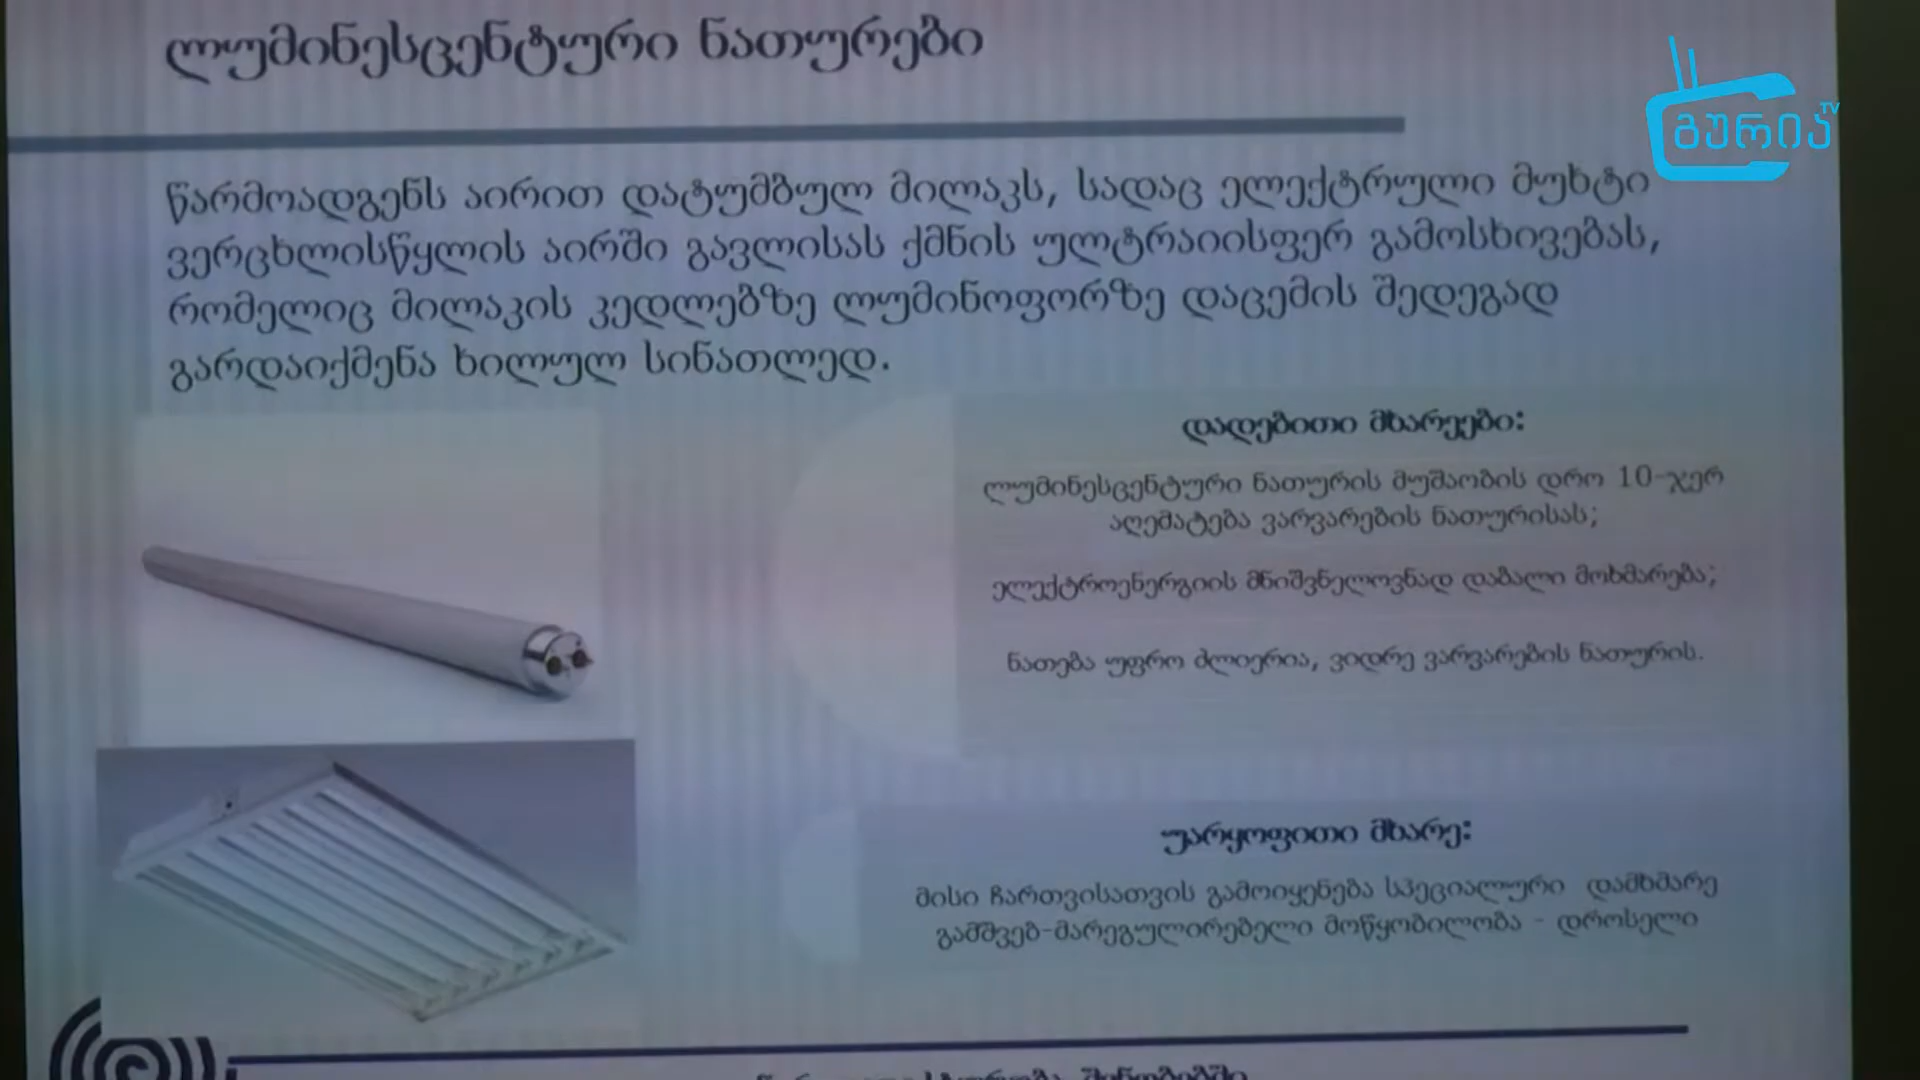 ლუმინესცენტური ნათურები
გურია TV
წარმოადგენს აირით დატუმბულ მილაკს, სადაც ელექტრული მუხტი
ვერცხლისწყლის აირში გავლისას ქმნის ულტრაიისფერ გამოსხივებას,
რომელიც მილაკის კედლებზე ლუმინოფორზე დაცემის შედეგად
გარდაიქმენა ხილულ სინათლედ.
დადებითი მხარეები:
ლუმინესცენტური ნათურის მუშაობის დრო 10-ჯერ
აღემატება ვარვარების ნათურისას;
ელექტროენერგიის მნიშვნელოვნად დაბალი მოხმარება;
ნათება უფრო ძლიერია, ვიდრე ვარვარების ნათურის.
უარყოფითი მხარე:
მისი ჩართვისათვის გამოიყენება სპეციალური დამხმარე
გამშვებ-მარეგულირებელი მოწყობილობა - დროსელი
შენობებში